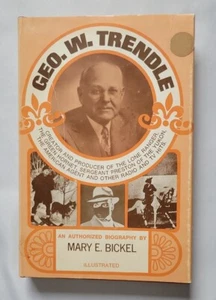 GEO. W. TRENDLE
CREATOR AND PRODUCER OF THE LONE RANGER,
THE GREEN HORNET, SERGEANT PRESTON OF THE YUKON,
THE AMERICAN AGENT AND OTHER RADIO AND TV HITS.
AN AUTHORIZED BIOGRAPHY BY
MARY E. BICKEL
ILLUSTRATED